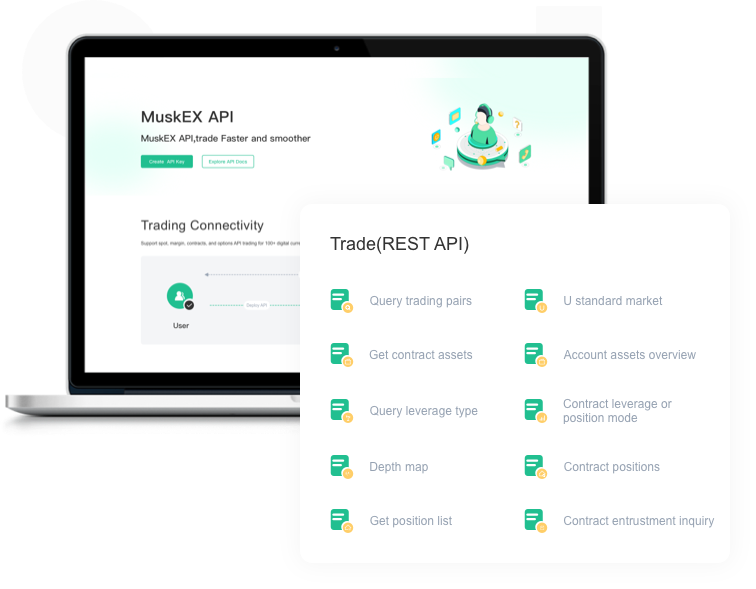 MuskEX API
MuskEX API,trade Faster and smoother
Create API Key
Explore API Docs
Trading Connectivity
Support spot, margin, contracts, and options API trading for 100+ digital curre
Deploy API
User
Trade(REST API)
Query trading pairs
U standard market
Get contract assets
Account assets overview
Query leverage type
Contract leverage or
position mode
Depth map
Contract positions
Get position list
Contract entrustment inquiry